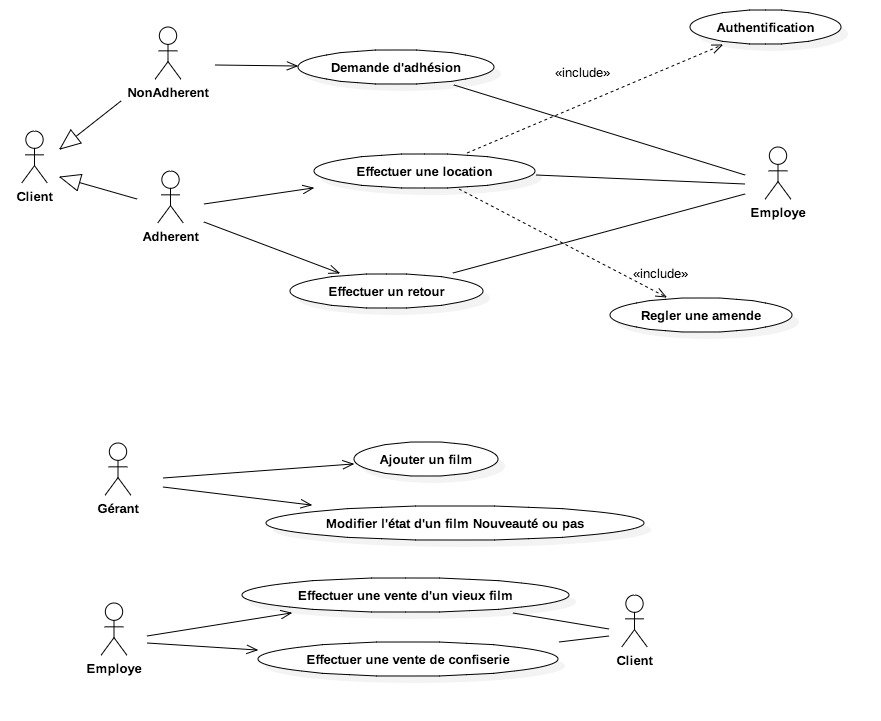 Authentification
«include»
Demande d'adhésion
NonAdherent
Effectuer une location
Client
Employe
Adherent
«include»
Effectuer un retour
Regler une amende
Ajouter un film
Gérant
Modifier l'état d'un film Nouveauté ou pas
Effectuer une vente d'un vieux film
Employe
Effectuer une vente de confiserie
Client